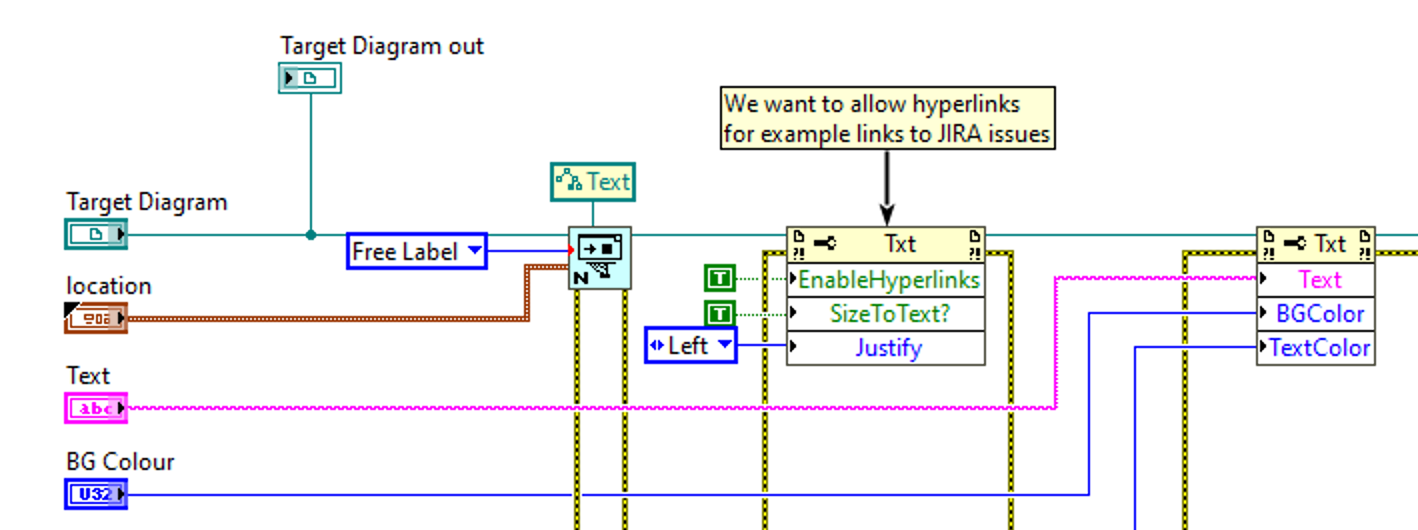 Target Diagram out
We want to allow hyperlinks
for example links to JIRA issues
Text
Target Diagram
Free Label
N
Txt
Txt
location
T
EnableHyperlinks
Text
T
SizeToText?
BGColor
Left
Justify
TextColor
Text
abc
BG Colour
U32